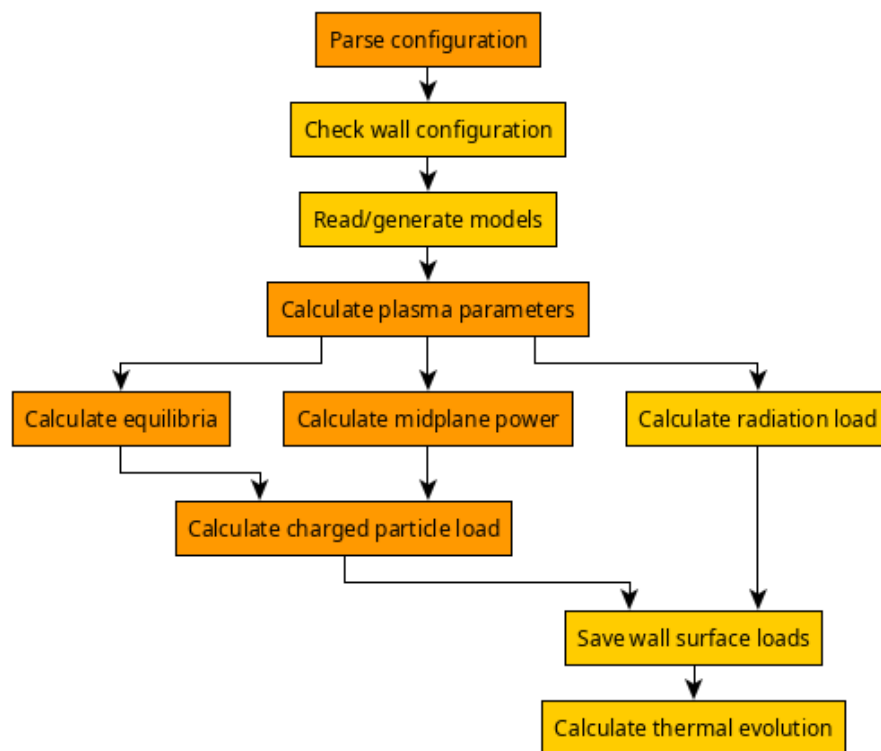 Parse configuration
Check wall configuration
Read/generate models
Calculate plasma parameters
Calculate equilibria
Calculate midplane power
Calculate radiation load
Calculate charged particle load
Save wall surface loads
Calculate thermal evolution